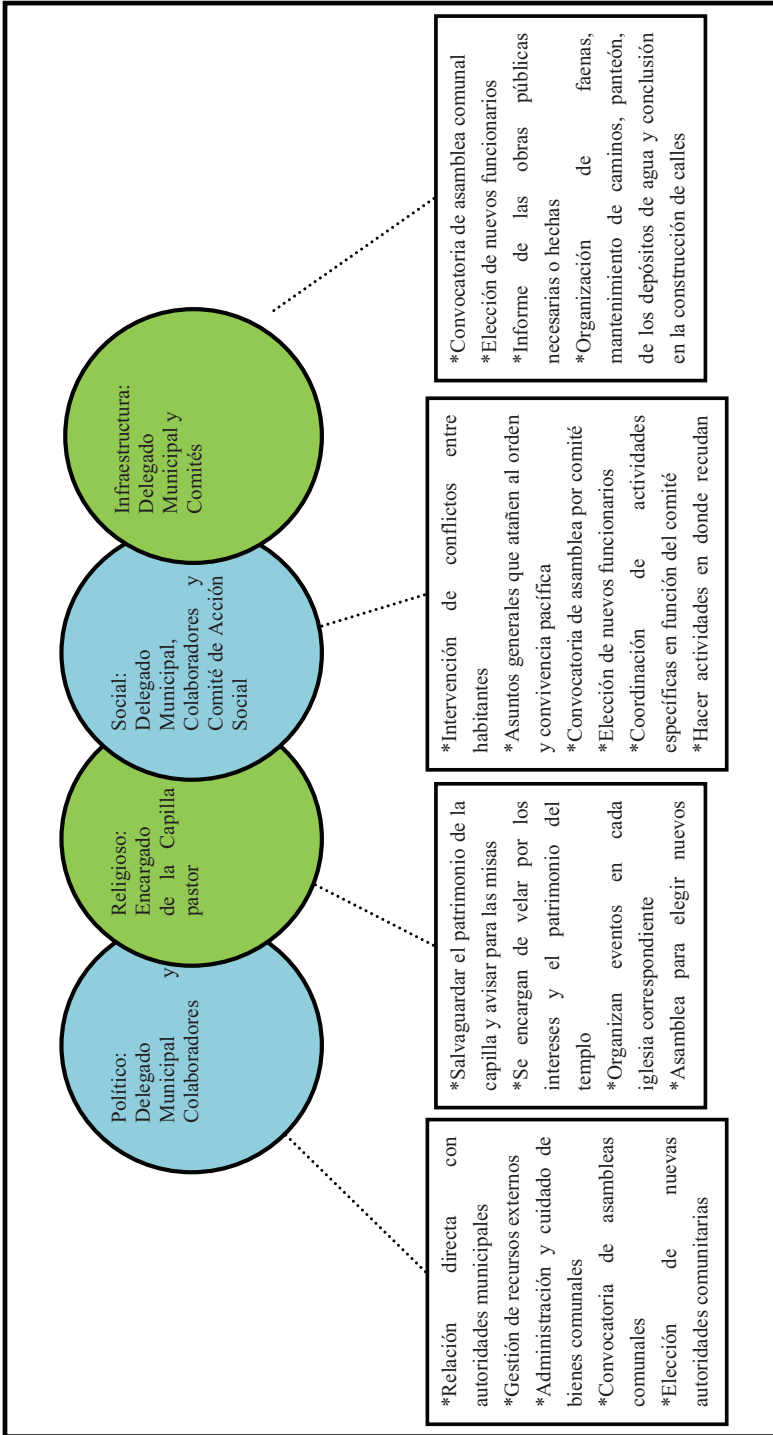 Político:
Delegado
Municipal y
Colaboradores
Religioso:
Encargado
de la Capilla
pastor
Social:
Delegado
Municipal,
Colaboradores y
Comité de Acción
Social
Infraestructura:
Delegado
Municipal y
Comités
*Relación directa con
autoridades municipales
*Gestión de recursos externos
*Administración y cuidado de
bienes comunales
*Convocatoria de asambleas
comunales
*Elección de nuevas
autoridades comunitarias
*Salvaguardar el patrimonio de la
capilla y avisar para las misas
*Se encargan de velar por los
intereses y el patrimonio del
templo
*Organizan eventos en cada
iglesia correspondiente
*Asamblea para elegir nuevos
*Intervención de conflictos entre
habitantes
*Asuntos generales que atañen al orden
y convivencia pacífica
*Convocatoria de asamblea por comité
*Elección de nuevos funcionarios
*Coordinación de actividades
específicas en función del comité
*Hacer actividades en donde recudan
*Convocatoria de asamblea comunal
*Elección de nuevos funcionarios
*Informe de las obras públicas
necesarias o hechas
*Organización de faenas,
mantenimiento de caminos, panteón,
de los depósitos de agua y conclusión
en la construcción de calles